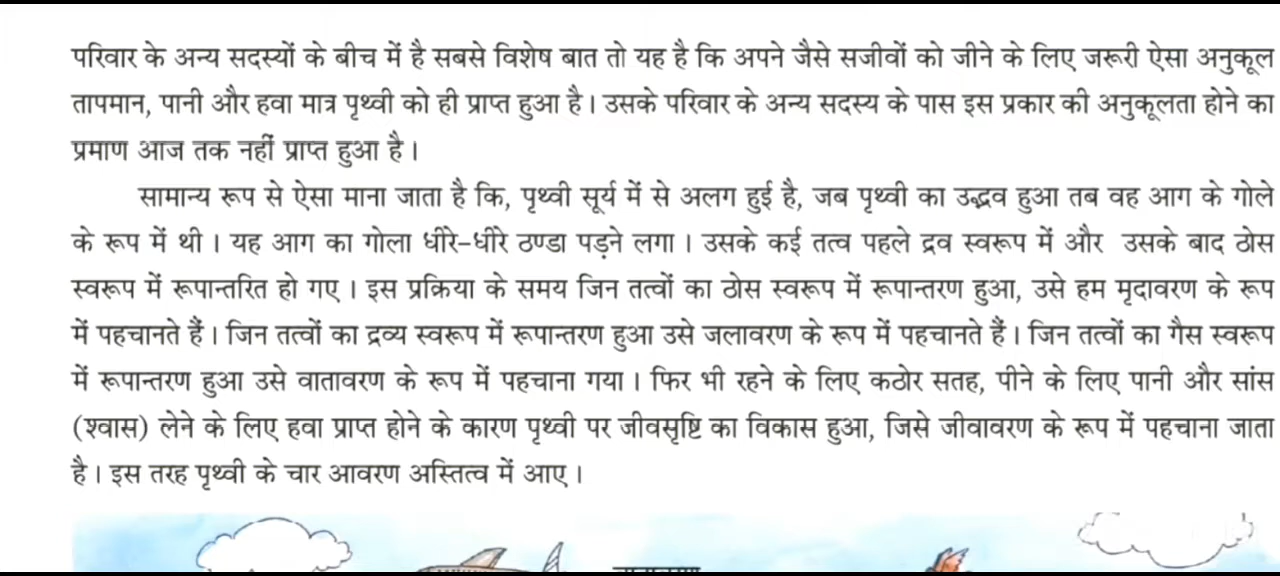 परिवार के अन्य सदस्यों के बीच में है सबसे विशेष बात तो यह है कि अपने जैसे सजीवों को जीने के लिए जरूरी ऐसा अनुकूल
तापमान, पानी और हवा मात्र पृथ्वी को ही प्राप्त हुआ है। उसके परिवार के अन्य सदस्य के पास इस प्रकार की अनुकूलता होने का
प्रमाण आज तक नहीं प्राप्त हुआ है।
सामान्य रूप से ऐसा माना जाता है कि, पृथ्वी सूर्य में से अलग हुई है, जब पृथ्वी का उद्भव हुआ तब वह आग के गोले
के रूप में थी। यह आग का गोला धीरे-धीरे ठण्डा पड़ने लगा। उसके कई तत्व पहले द्रव स्वरूप में और उसके बाद ठोस
स्वरूप में रूपान्तरित हो गए। इस प्रक्रिया के समय जिन तत्वों का ठोस स्वरूप में रूपान्तरण हुआ, उसे हम मृदावरण के रूप
में पहचानते हैं। जिन तत्वों का द्रव्य स्वरूप में रूपान्तरण हुआ उसे जलावरण के रूप में पहचानते हैं। जिन तत्वों का गैस स्वरूप
में रूपान्तरण हुआ उसे वातावरण के रूप में पहचाना गया। फिर भी रहने के लिए कठोर सतह, पीने के लिए पानी और सांस
(श्वास) लेने के लिए हवा प्राप्त होने के कारण पृथ्वी पर जीवसृष्टि का विकास हुआ, जिसे जीवावरण के रूप में पहचाना जाता
है। इस तरह पृथ्वी के चार आवरण अस्तित्व में आए।